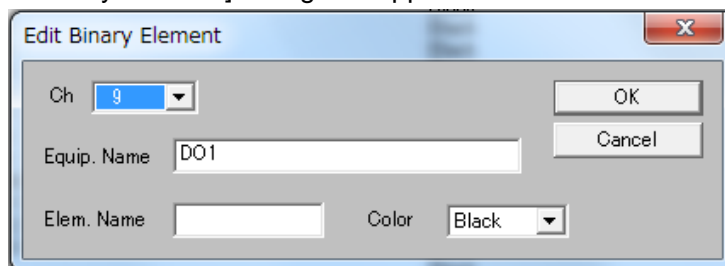 Edit Binary Element
Ch 9
OK
Equip. Name DO1
Cancel
Elem. Name Color Black